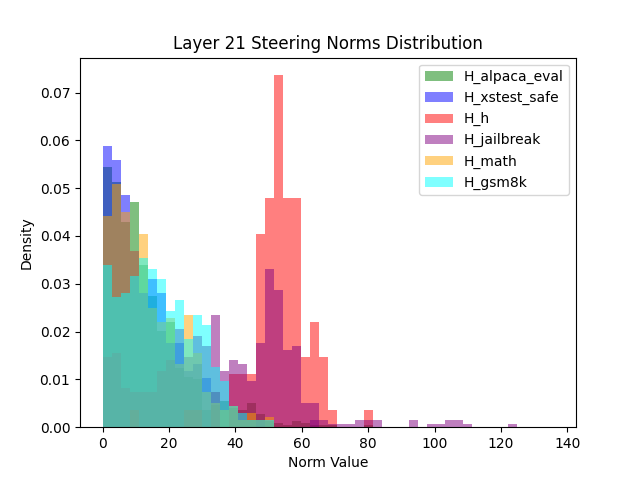 Layer 21 Steering Norms Distribution
H_alpaca_eval
H_xstest_safe
H_h
H_jailbreak
H_math
H_gsm8k
Density
0.07
0.06
0.05
0.04
0.03
0.02
0.01
0.00
0 20 40 60 80 100 120 140
Norm Value